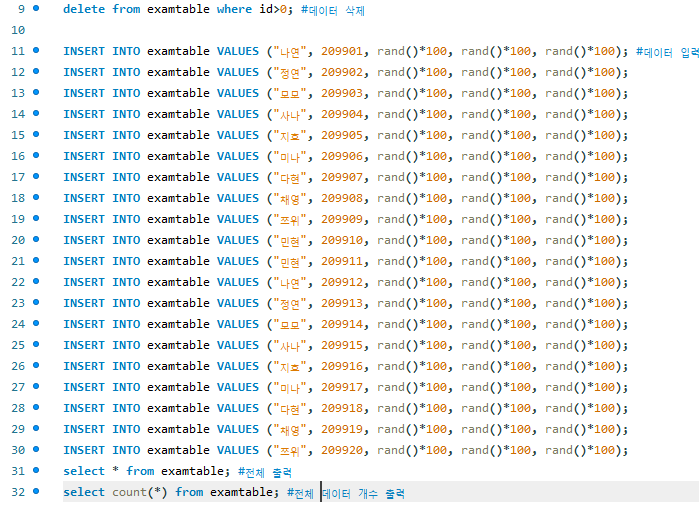 9 delete from examtable where id>0; #데이터 삭제
10
11 INSERT INTO examtable VALUES ("나연", 209901, rand()*100, rand()*100, rand()*100); #데이터 입력
12 INSERT INTO examtable VALUES ("정연", 209902, rand()*100, rand()*100, rand()*100);
13 INSERT INTO examtable VALUES ("모모", 209903, rand()*100, rand()*100, rand()*100);
14 INSERT INTO examtable VALUES ("사나", 209904, rand()*100, rand()*100, rand()*100);
15 INSERT INTO examtable VALUES ("지효", 209905, rand()*100, rand()*100, rand()*100);
16 INSERT INTO examtable VALUES ("미나", 209906, rand()*100, rand()*100, rand()*100);
17 INSERT INTO examtable VALUES ("다현", 209907, rand()*100, rand()*100, rand()*100);
18 INSERT INTO examtable VALUES ("채영", 209908, rand()*100, rand()*100, rand()*100);
19 INSERT INTO examtable VALUES ("쯔위", 209909, rand()*100, rand()*100, rand()*100);
20 INSERT INTO examtable VALUES ("민현", 209910, rand()*100, rand()*100, rand()*100);
21 INSERT INTO examtable VALUES ("민현", 209911, rand()*100, rand()*100, rand()*100);
22 INSERT INTO examtable VALUES ("나연", 209912, rand()*100, rand()*100, rand()*100);
23 INSERT INTO examtable VALUES ("정연", 209913, rand()*100, rand()*100, rand()*100);
24 INSERT INTO examtable VALUES ("모모", 209914, rand()*100, rand()*100, rand()*100);
25 INSERT INTO examtable VALUES ("사나", 209915, rand()*100, rand()*100, rand()*100);
26 INSERT INTO examtable VALUES ("지효", 209916, rand()*100, rand()*100, rand()*100);
27 INSERT INTO examtable VALUES ("미나", 209917, rand()*100, rand()*100, rand()*100);
28 INSERT INTO examtable VALUES ("다현", 209918, rand()*100, rand()*100, rand()*100);
29 INSERT INTO examtable VALUES ("채영", 209919, rand()*100, rand()*100, rand()*100);
30 INSERT INTO examtable VALUES ("쯔위", 209920, rand()*100, rand()*100, rand()*100);
31 select * from examtable; #전체 출력
32 select count(*) from examtable; #전체 데이터 개수 출력